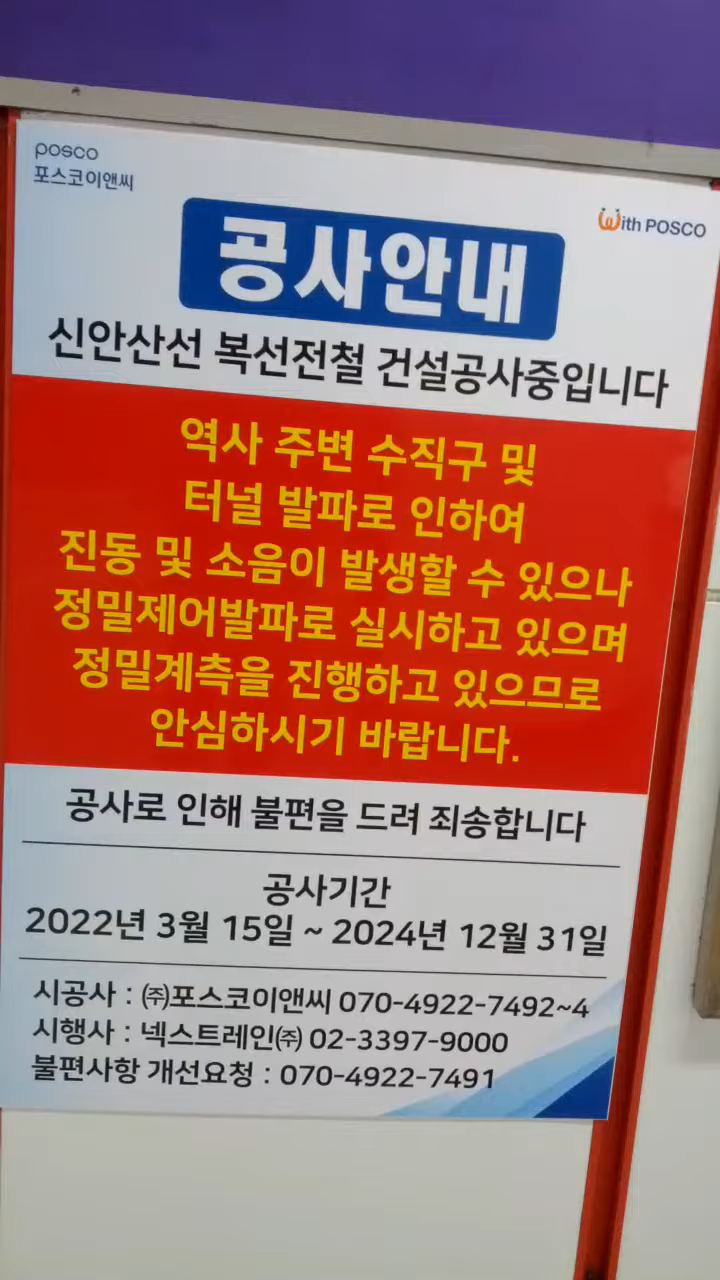 posco
포스코이앤씨
With POSCO
공사안내
신안산선 복선전철 건설공사중입니다
역사 주변 수직구 및
터널 발파로 인하여
진동 및 소음이 발생할 수 있으나
정밀제어발파로 실시하고 있으며
정밀계측을 진행하고 있으므로
안심하시기 바랍니다.
공사로 인해 불편을 드려 죄송합니다
공사기간
2022년 3월 15일 ~ 2024년 12월 31일
시공사 : ㈜포스코이앤씨 070-4922-7492~4
시행사 : 넥스트레인㈜ 02-3397-9000
불편사항 개선요청 : 070-4922-7491